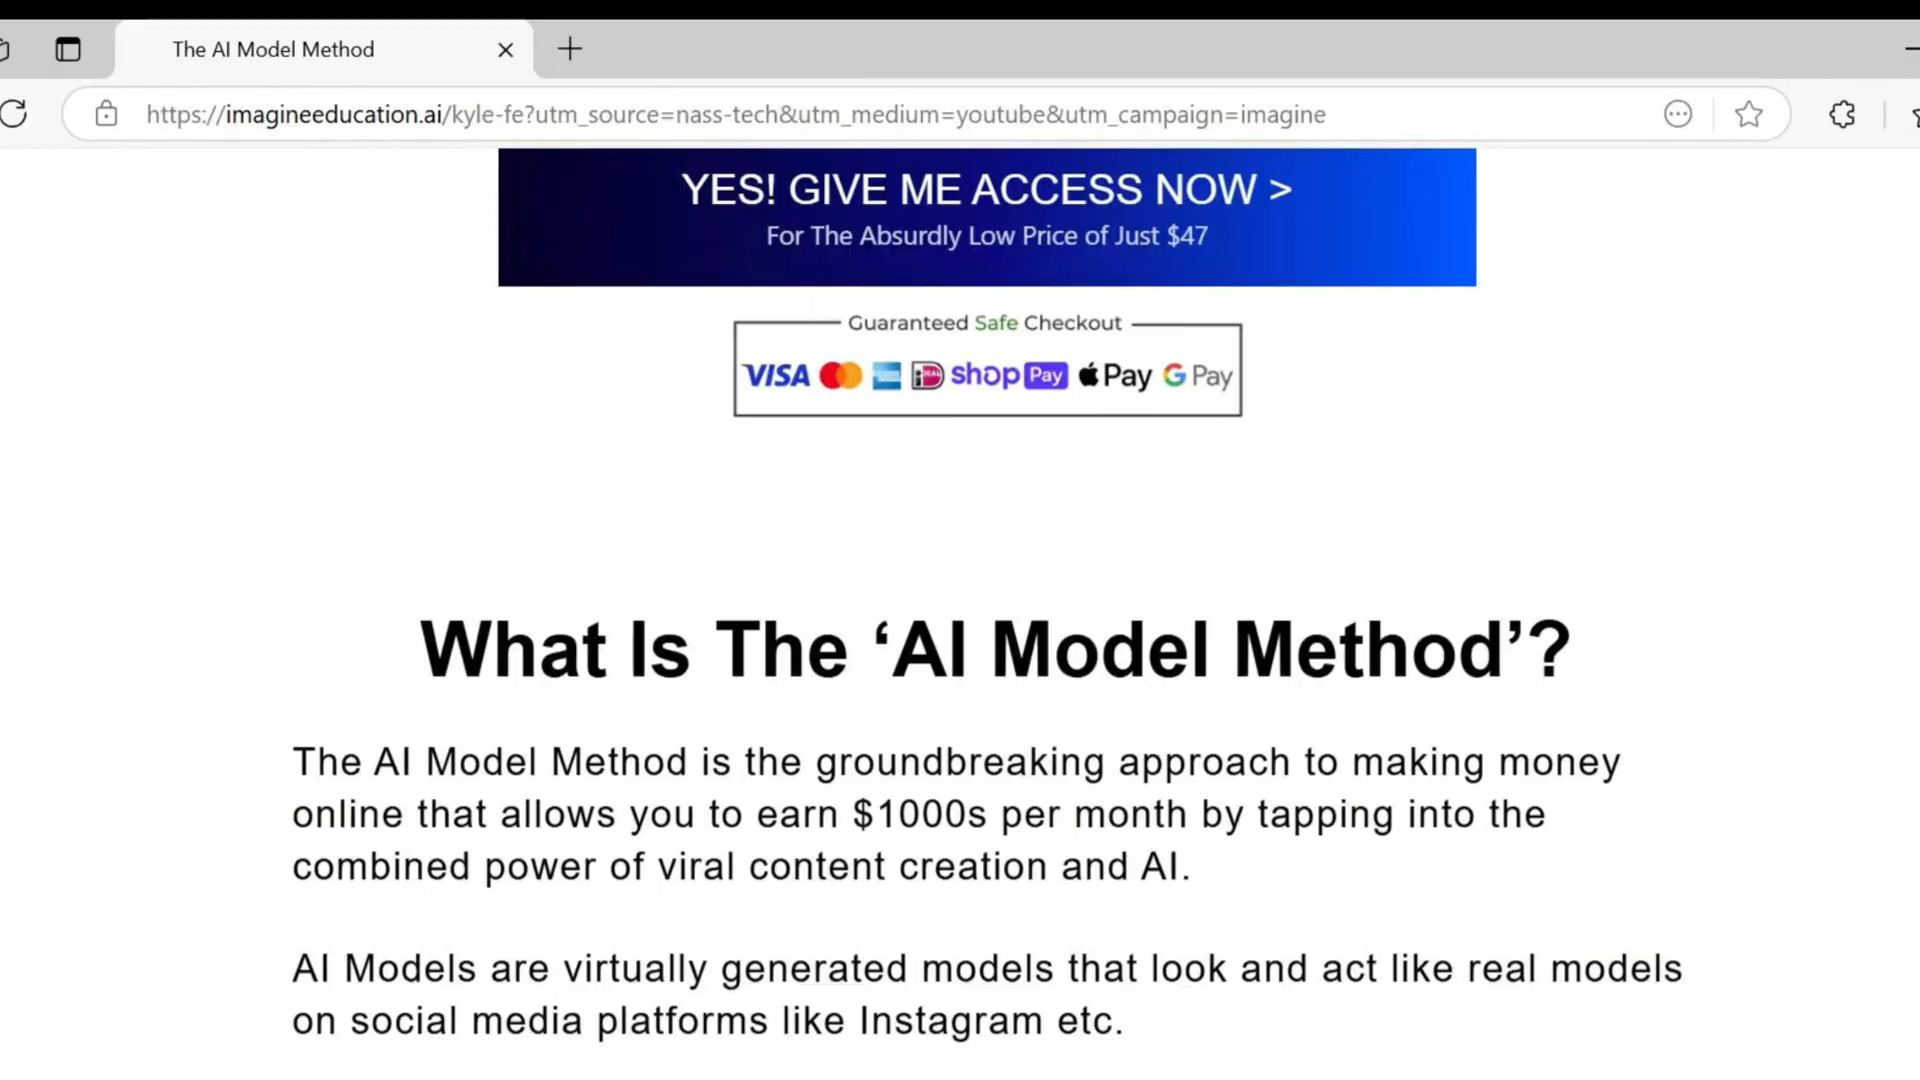 The AI Model Method
https://imagineeducation.ai/kyle-fe?utm_source=nass-tech&utm_medium=youtube&utm_campaign=imagine
YES! GIVE ME ACCESS NOW >
For The Absurdly Low Price of Just $47
Guaranteed Safe Checkout
VISA iDEAL shop Pay Pay G Pay
What Is The ‘AI Model Method’?
The AI Model Method is the groundbreaking approach to making money
online that allows you to earn $1000s per month by tapping into the
combined power of viral content creation and AI.
AI Models are virtually generated models that look and act like real models
on social media platforms like Instagram etc.